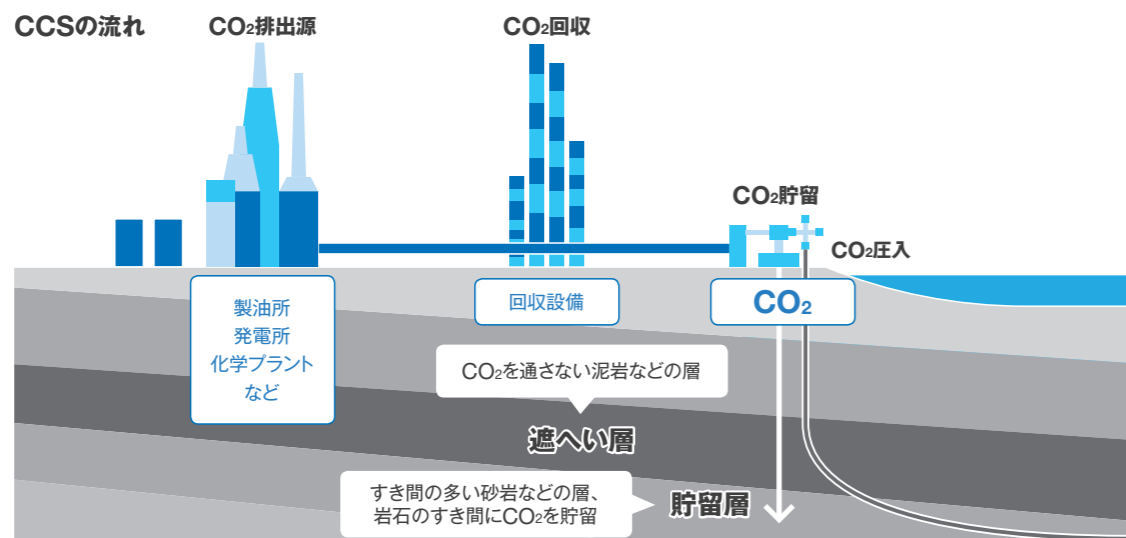 CCSの流れ
CO₂排出源
CO₂回収
CO₂貯留
CO₂圧入
製油所
発電所
化学プラント
など
回収設備
CO₂
CO₂を通さない泥岩などの層
遮へい層
すき間の多い砂岩などの層、
岩石のすき間にCO₂を貯留
貯留層